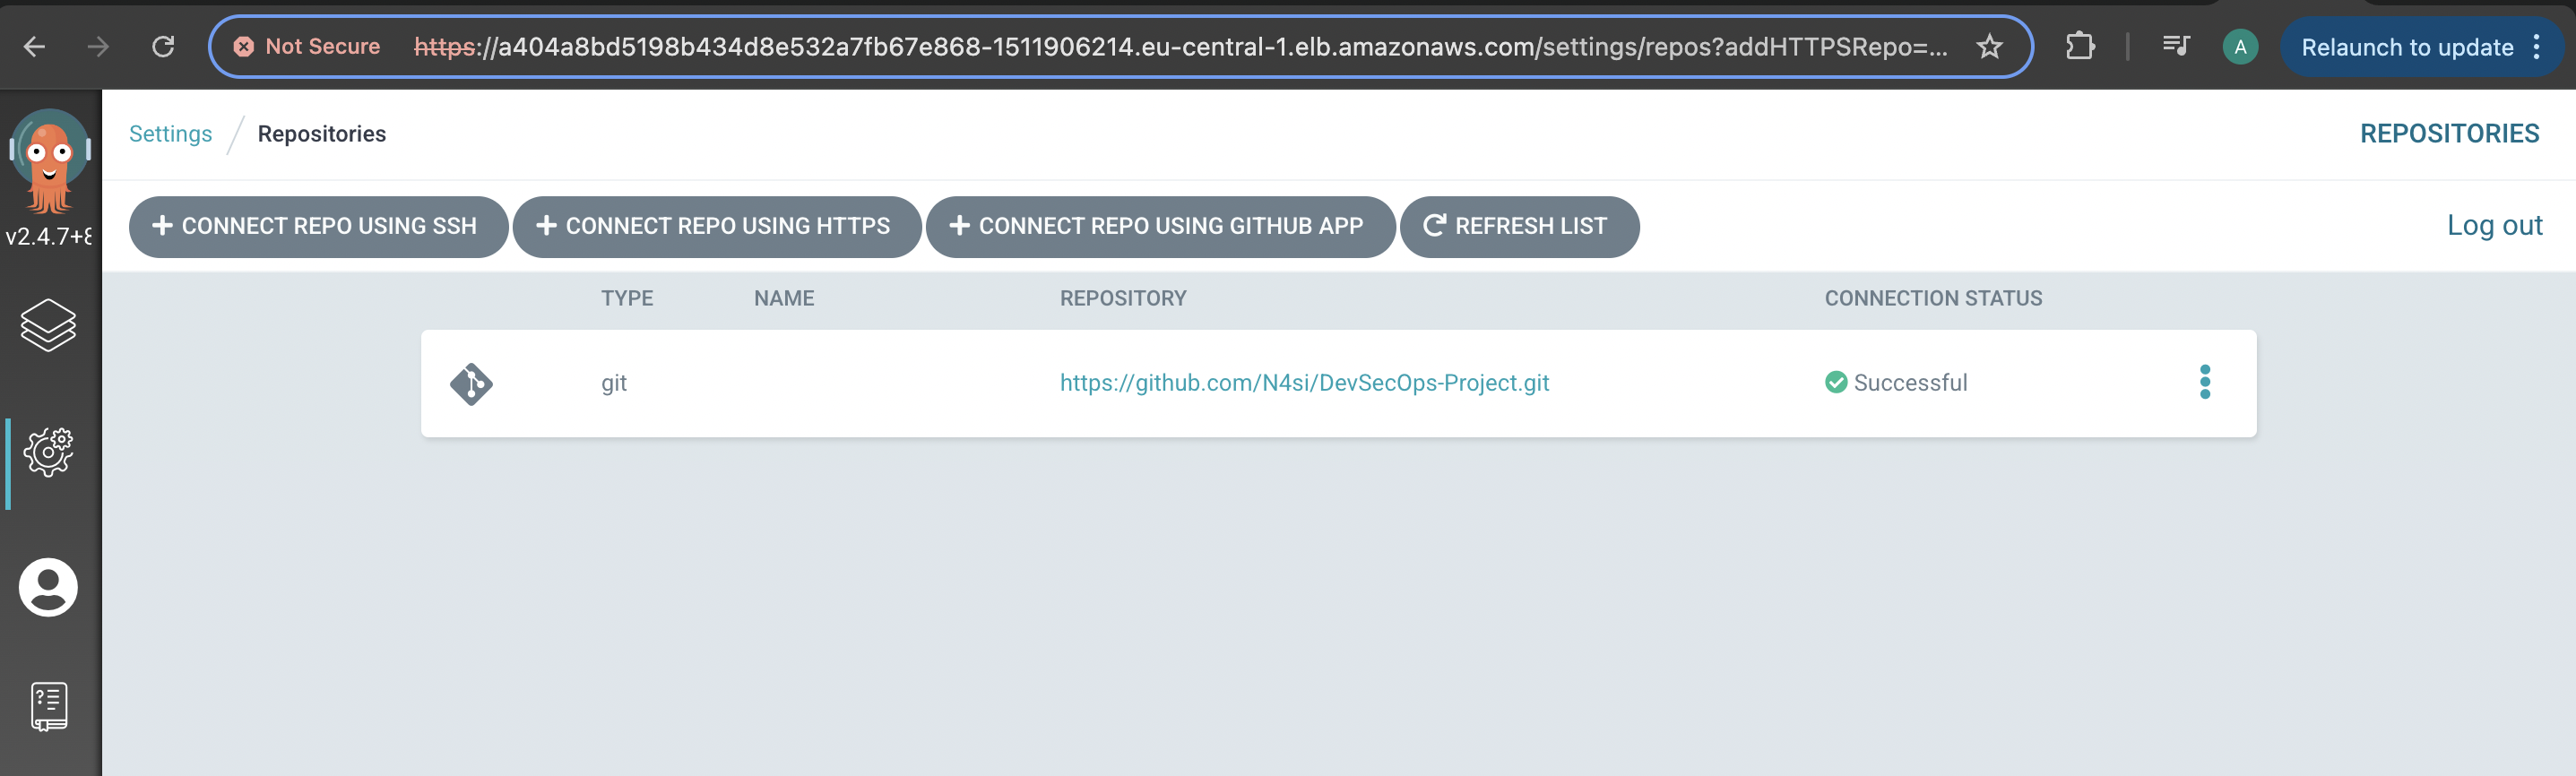 Not Secure https://a404a8bd5198b434d8e532a7fb67e868-1511906214.eu-central-1.elb.amazonaws.com/settings/repos?addHTTPSRepo=... A Relaunch to update
Settings / Repositories REPOSITORIES
v2.4.7+8
CONNECT REPO USING SSH CONNECT REPO USING HTTPS CONNECT REPO USING GITHUB APP REFRESH LIST Log out
TYPE NAME REPOSITORY CONNECTION STATUS
git https://github.com/N4si/DevSecOps-Project.git Successful